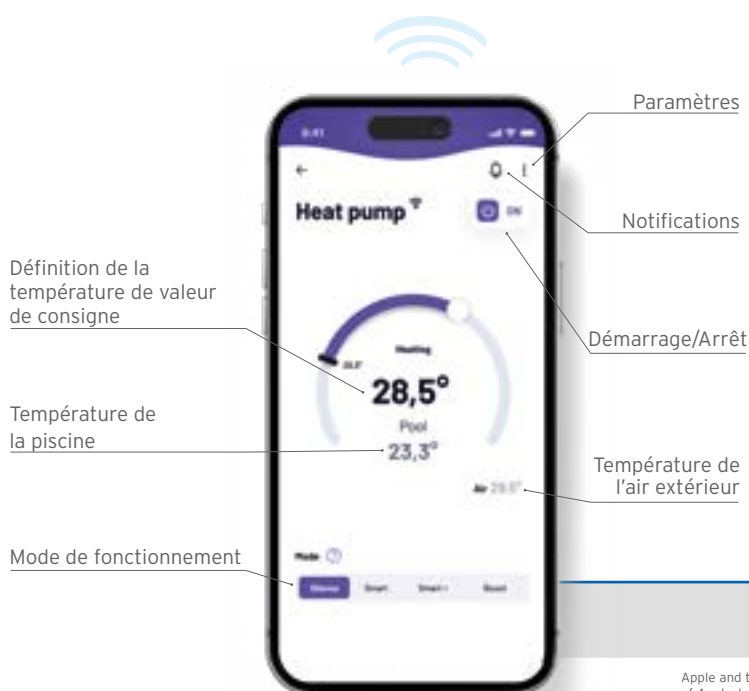 Paramètres
9:41
Notifications
Heat pump
ON
Définition de la
température de valeur
de consigne
Démarrage/Arrêt
Heating
28,5°
Pool
23,3°
Température de
la piscine
Température de
l'air extérieur
Air
Mode de fonctionnement
Mode ?
Silence Smart Smart + Boost
Apple and t